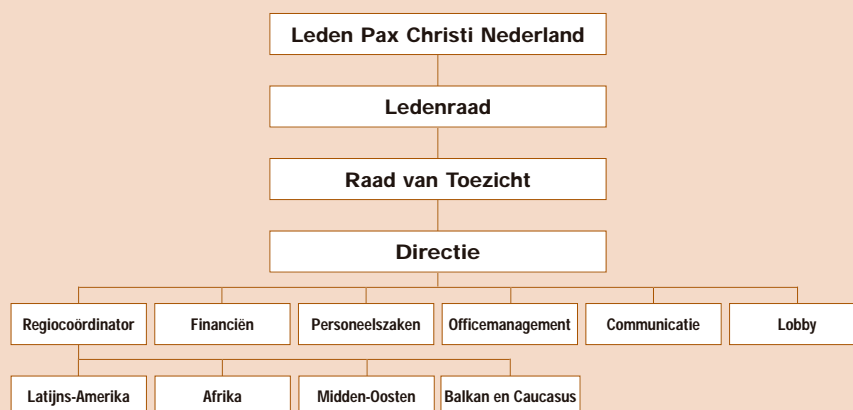 Leden Pax Christi Nederland
Ledenraad
Raad van Toezicht
Directie
Regiocoördinator
Financiën
Personeelszaken
Officemanagement
Communicatie
Lobby
Latijns-Amerika
Afrika
Midden-Oosten
Balkan en Caucasus